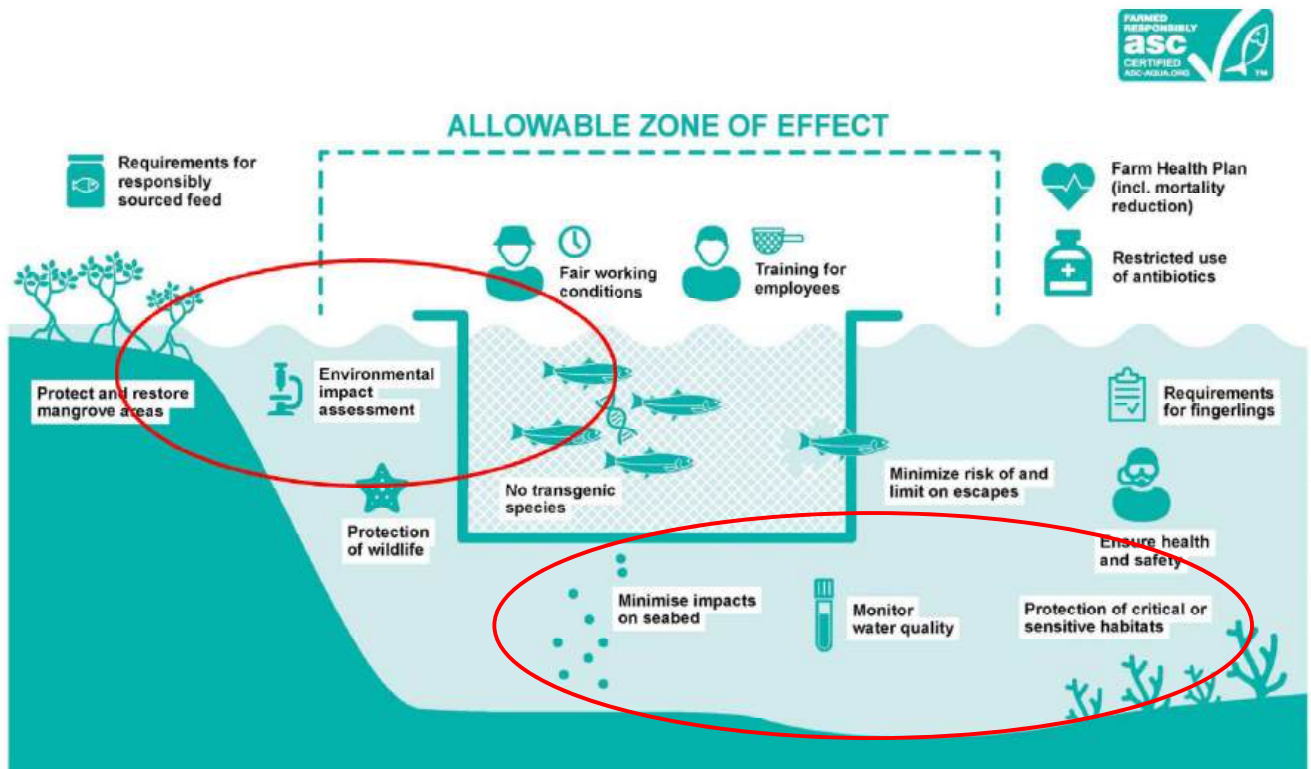 FARMED
RESPONSIBLY
asc
CERTIFIED
ASC-AQUA.ORG
TM
ALLOWABLE ZONE OF EFFECT
Requirements for
responsibly
sourced feed
Fair working
conditions
Training for
employees
Farm Health Plan
(incl. mortality
reduction)
Restricted use
of antibiotics
Protect and restore
mangrove areas
Environmental
impact
assessment
Requirements
for fingerlings
No transgenic
species
Minimize risk of and
limit on escapes
Protection
of wildlife
Ensure health
and safety
Minimise impacts
on seabed
Monitor
water quality
Protection of critical or
sensitive habitats